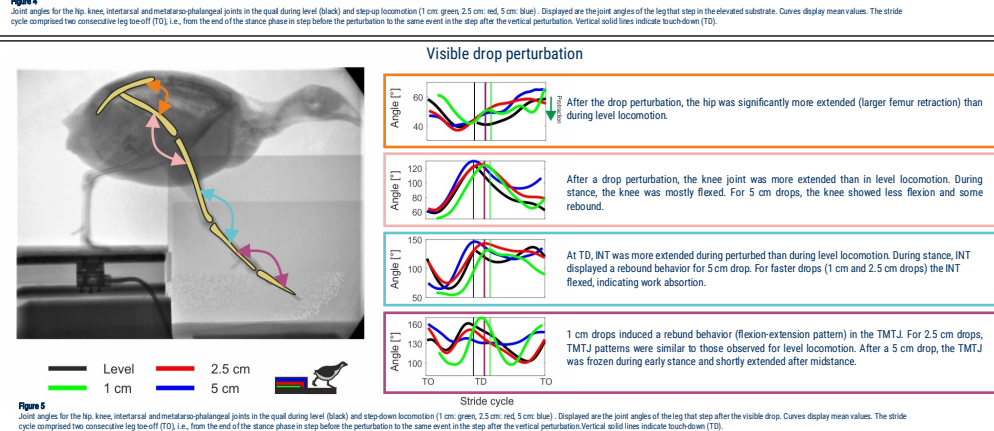 Figure 4
Joint angles for the hip. knee, intertarsal and metatarso-phalangeal joints in the quail during level (black) and step-up locomotion (1 cm: green, 2.5 cm: red, 5 cm: blue) . Displayed are the joint angles of the leg that step in the elevated substrate. Curves display mean values. The stride
cycle comprised two consecutive leg toe-off (TO), i.e., from the end of the stance phase in step before the perturbation to the same event in the step after the vertical perturbation. Vertical solid lines indicate touch-down (TD).
Visible drop perturbation
Angle [°]
60
40
Protraction
After the drop perturbation, the hip was significantly more extended (larger femur retraction) than
during level locomotion.
Angle [°]
120
100
80
60
After a drop perturbation, the knee joint was more extended than in level locomotion. During
stance, the knee was mostly flexed. For 5 cm drops, the knee showed less flexion and some
rebound.
Angle [°]
150
100
50
At TD, INT was more extended during perturbed than during level locomotion. During stance, INT
displayed a rebound behavior for 5 cm drop. For faster drops (1 cm and 2.5 cm drops) the INT
flexed, indicating work absortion.
Angle [°]
160
130
100
TO
TD
TO
Stride cycle
1 cm drops induced a rebund behavior (flexion-extension pattern) in the TMTJ. For 2.5 cm drops,
TMTJ patterns were similar to those observed for level locomotion. After a 5 cm drop, the TMTJ
was frozen during early stance and shortly extended after midstance.
Level
2.5 cm
1 cm
5 cm
Figure 5
Joint angles for the hip. knee, intertarsal and metarso-phalangeal joints in the quail during level (black) and step-down locomotion (1 cm: green, 2.5 cm: red, 5 cm: blue) . Displayed are the joint angles of the leg that step after the visible drop. Curves display mean values. The stride
cycle comprised two consecutive leg toe-off (TO), i.e., from the end of the stance phase in step before the perturbation to the same event in the step after the vertical perturbation.Vertical solid lines indicate touch-down (TD).